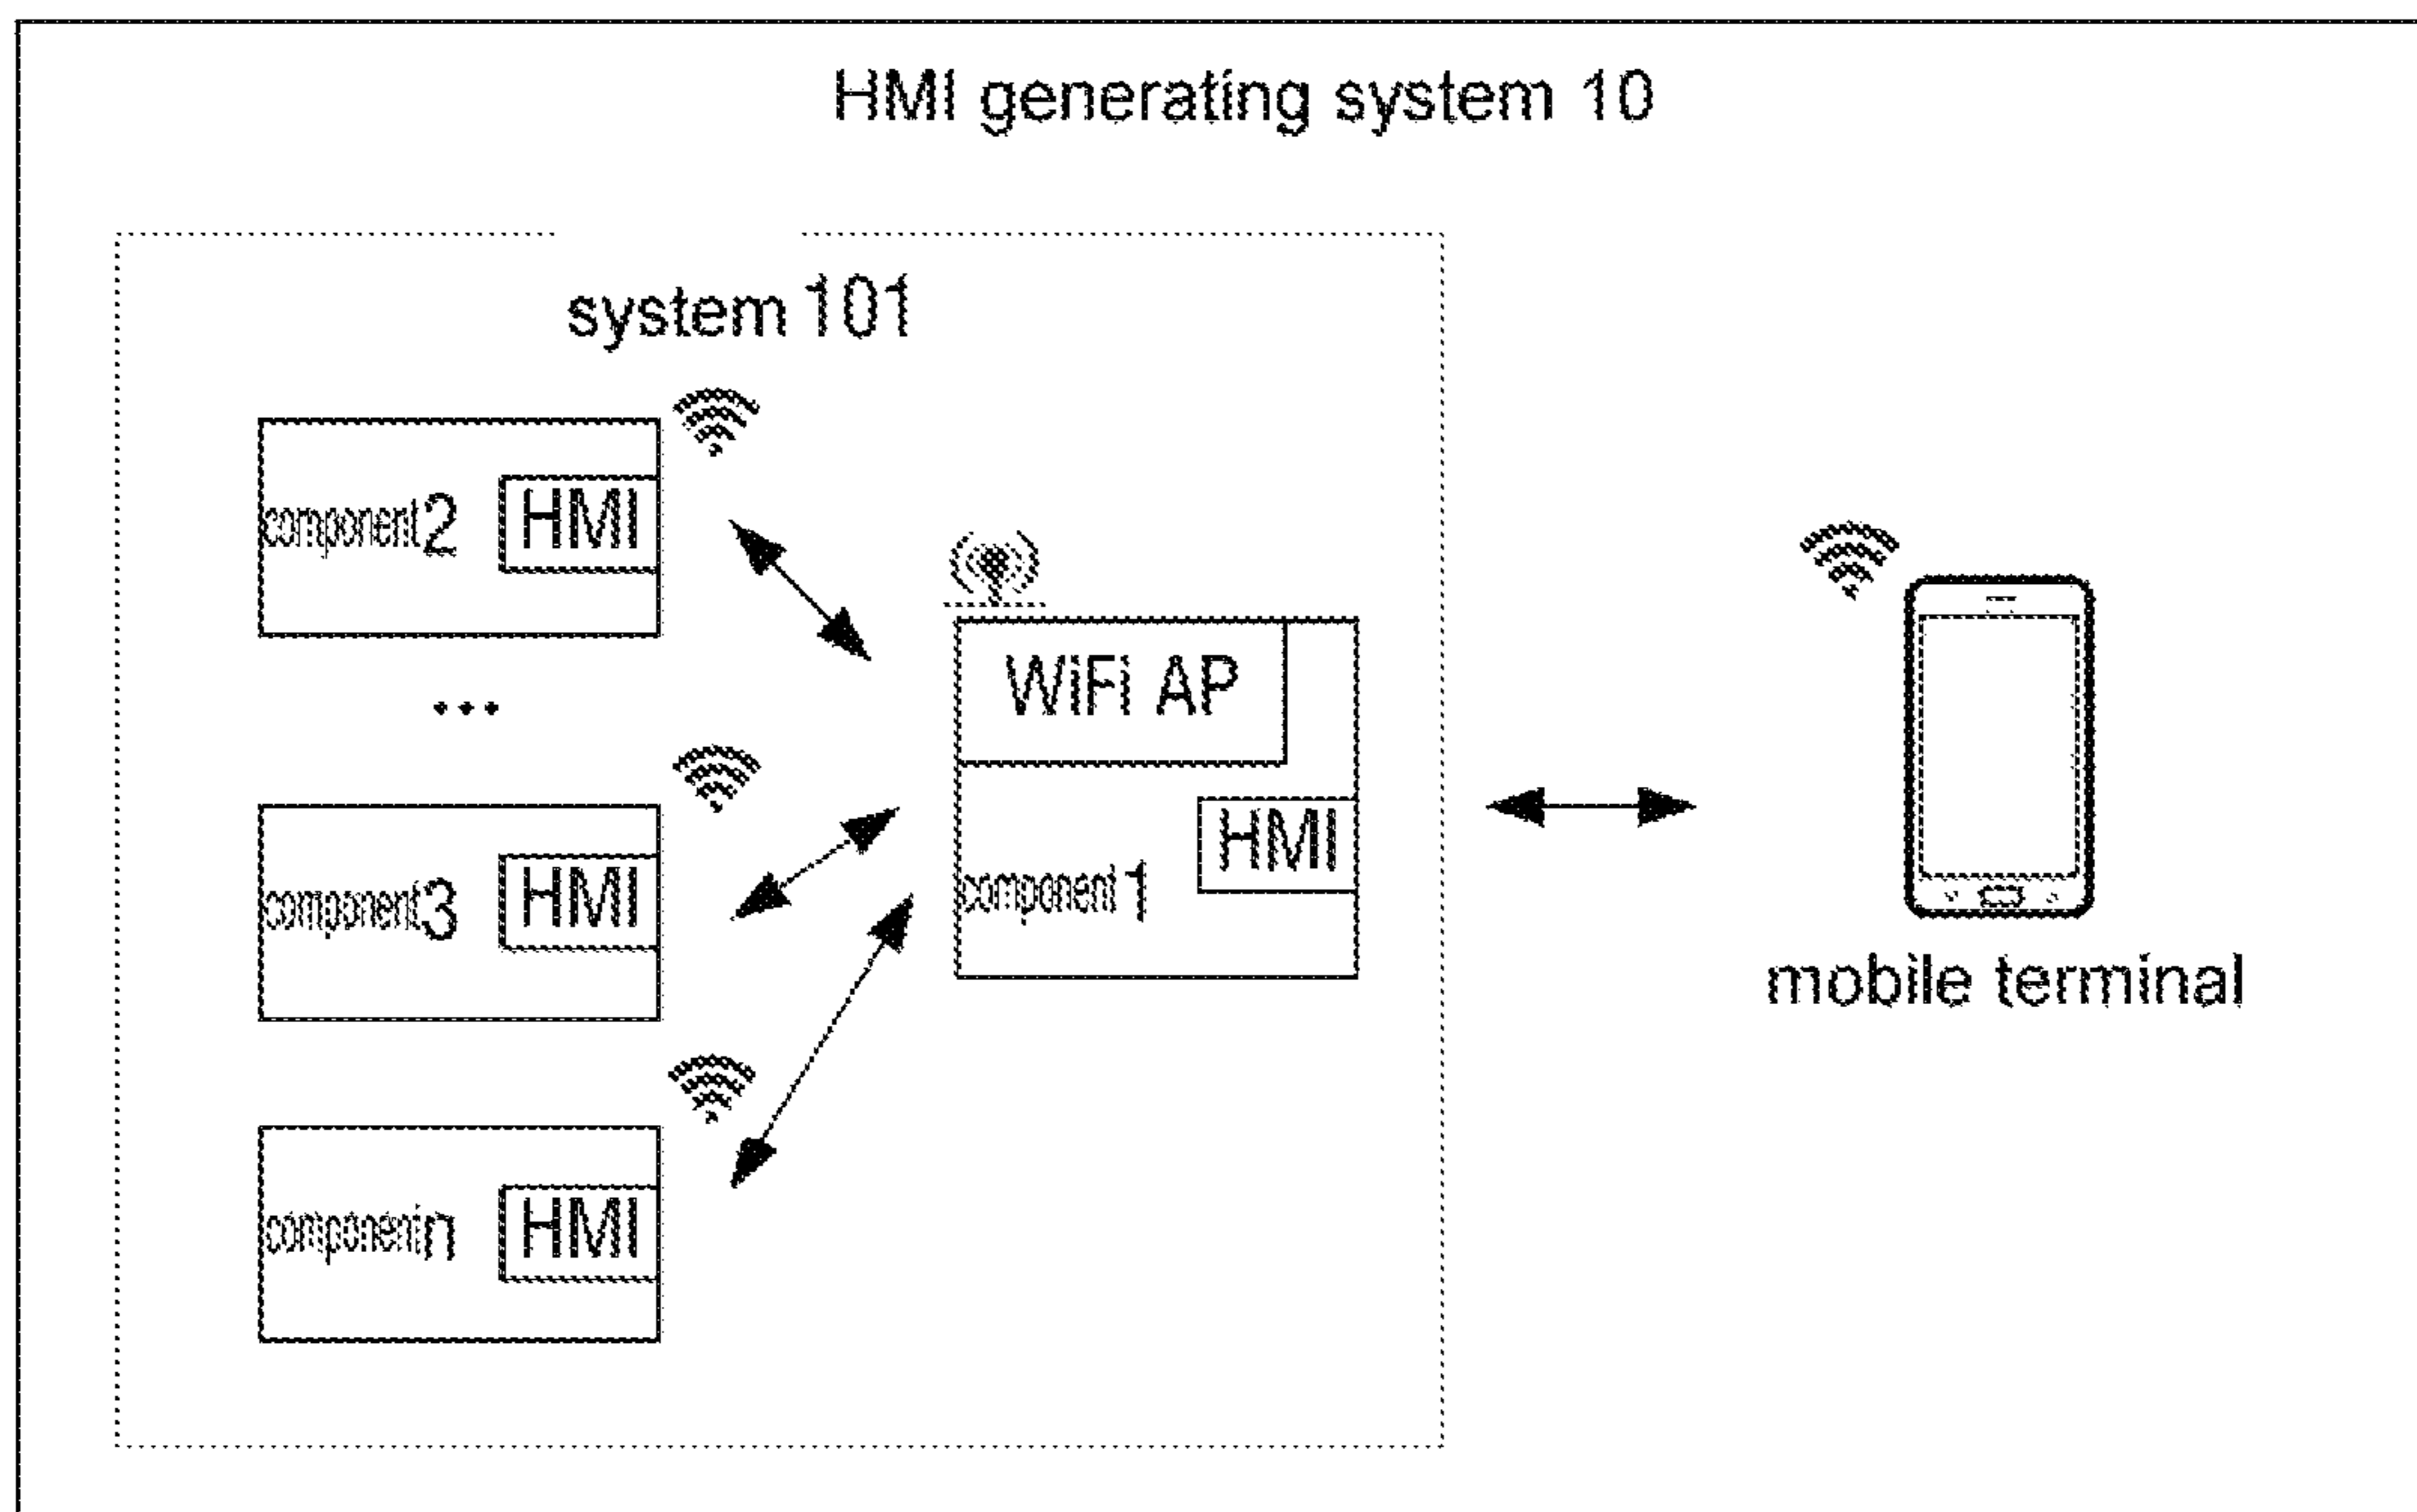 HMI generating system 10
system 101
component2
HMI
...
component3
HMI
componentn
HMI
WiFi AP
HMI
component1
mobile terminal